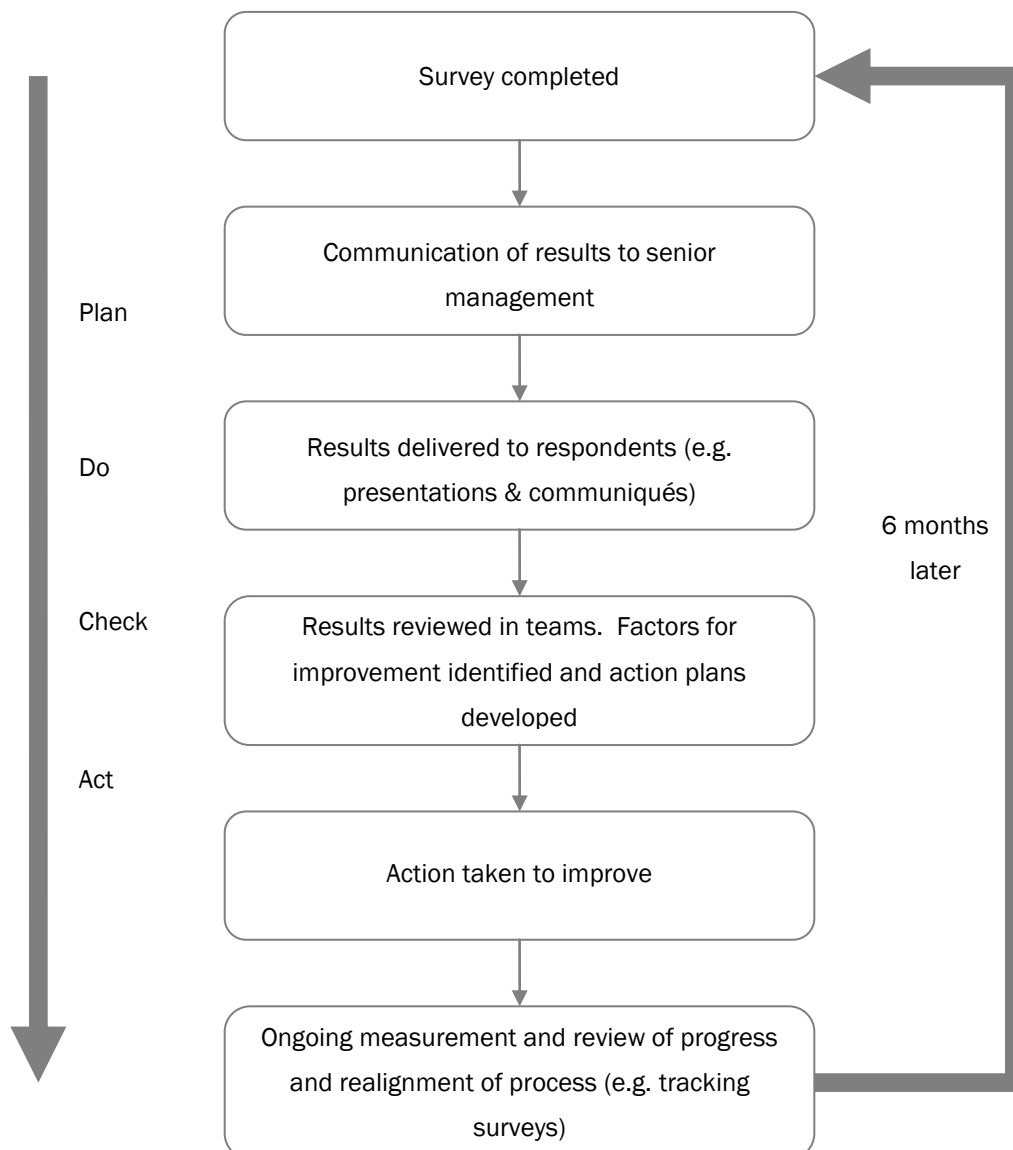 Survey completed
Communication of results to senior
management
Plan
Results delivered to respondents (e.g.
presentations & communiqués)
Do
6 months
later
Check
Results reviewed in teams.  Factors for
improvement identified and action plans
developed
Act
Action taken to improve
Ongoing measurement and review of progress
and realignment of process (e.g. tracking
surveys)